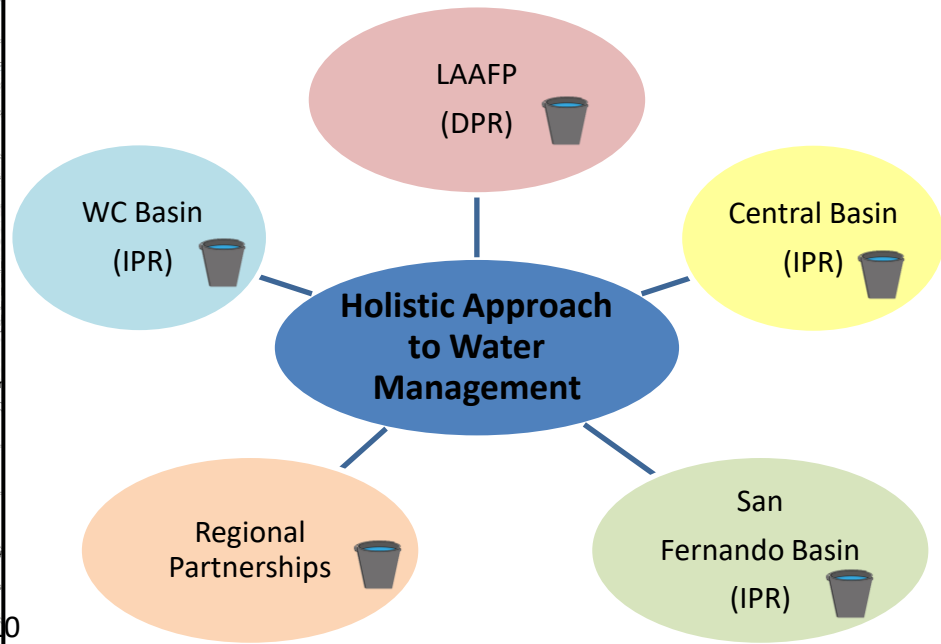 LAAFP
(DPR)
WC Basin
(IPR)
Central Basin
(IPR)
Holistic Approach
to Water
Management
Regional
Partnerships
San
Fernando Basin
(IPR)
0